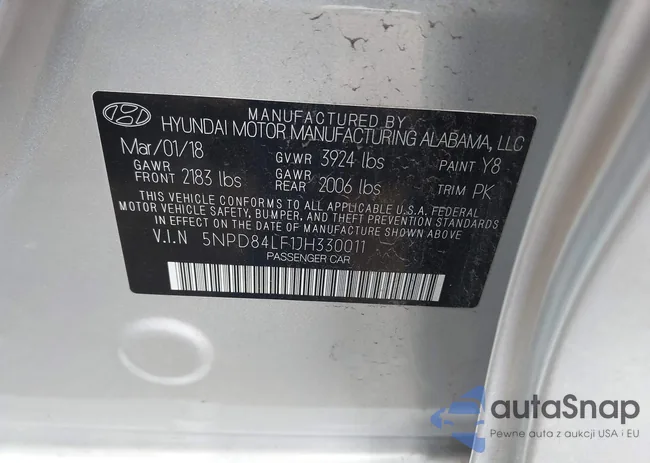 MANUFACTURED BY
HYUNDAI MOTOR MANUFACTURING ALABAMA, LLC
Mar/01/18 GVWR 3924 lbs PAINT Y8
GAWR FRONT 2183 lbs GAWR REAR 2006 lbs TRIM PK
THIS VEHICLE CONFORMS TO ALL APPLICABLE U.S.A. FEDERAL
MOTOR VEHICLE SAFETY, BUMPER, AND THEFT PREVENTION STANDARDS
IN EFFECT ON THE DATE OF MANUFACTURE SHOWN ABOVE.
V.I.N 5NPD84LF1JH330011
PASSENGER CAR
autoSnap
Pewne auta z aukcji USA i EU